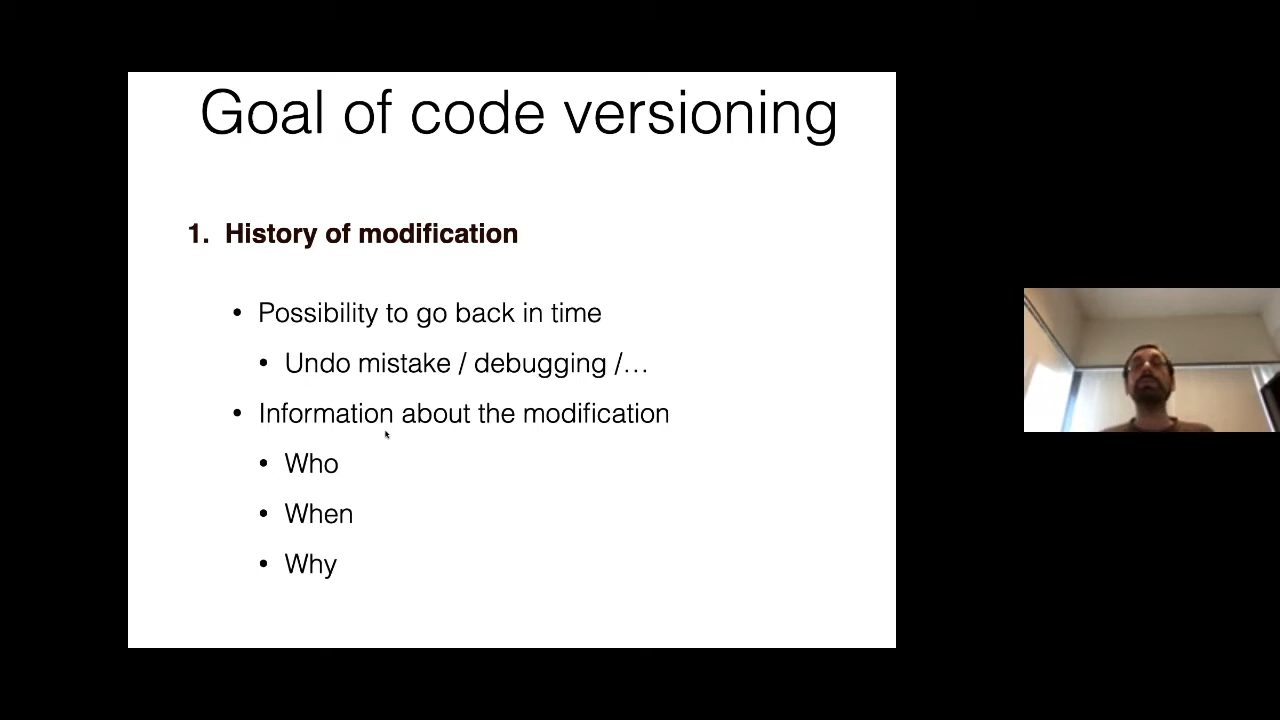 Goal of code versioning
1. History of modification
• Possibility to go back in time
• Undo mistake / debugging /…
• Information about the modification
• Who
• When
• Why